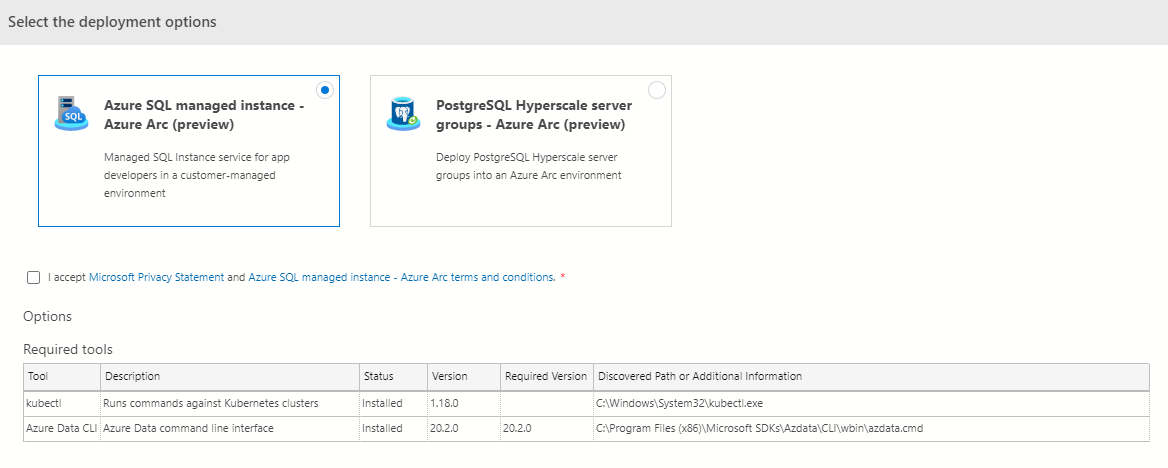 Select the deployment options
SQL
Azure SQL managed instance -
Azure Arc (preview)
Managed SQL Instance service for app
developers in a customer-managed
environment
PostgreSQL Hyperscale server
groups - Azure Arc (preview)
Deploy PostgreSQL Hyperscale server
groups into an Azure Arc environment
I accept Microsoft Privacy Statement and Azure SQL managed instance - Azure Arc terms and conditions. *
Options
Required tools
Tool Description Status Version Required Version Discovered Path or Additional Information
kubectl Runs commands against Kubernetes clusters Installed 1.18.0 C:\Windows\System32\kubectl.exe
Azure Data CLI Azure Data command line interface Installed 20.2.0 20.2.0 C:\Program Files (x86)\Microsoft SDKs\Azdata\CLI\wbin\azdata.cmd